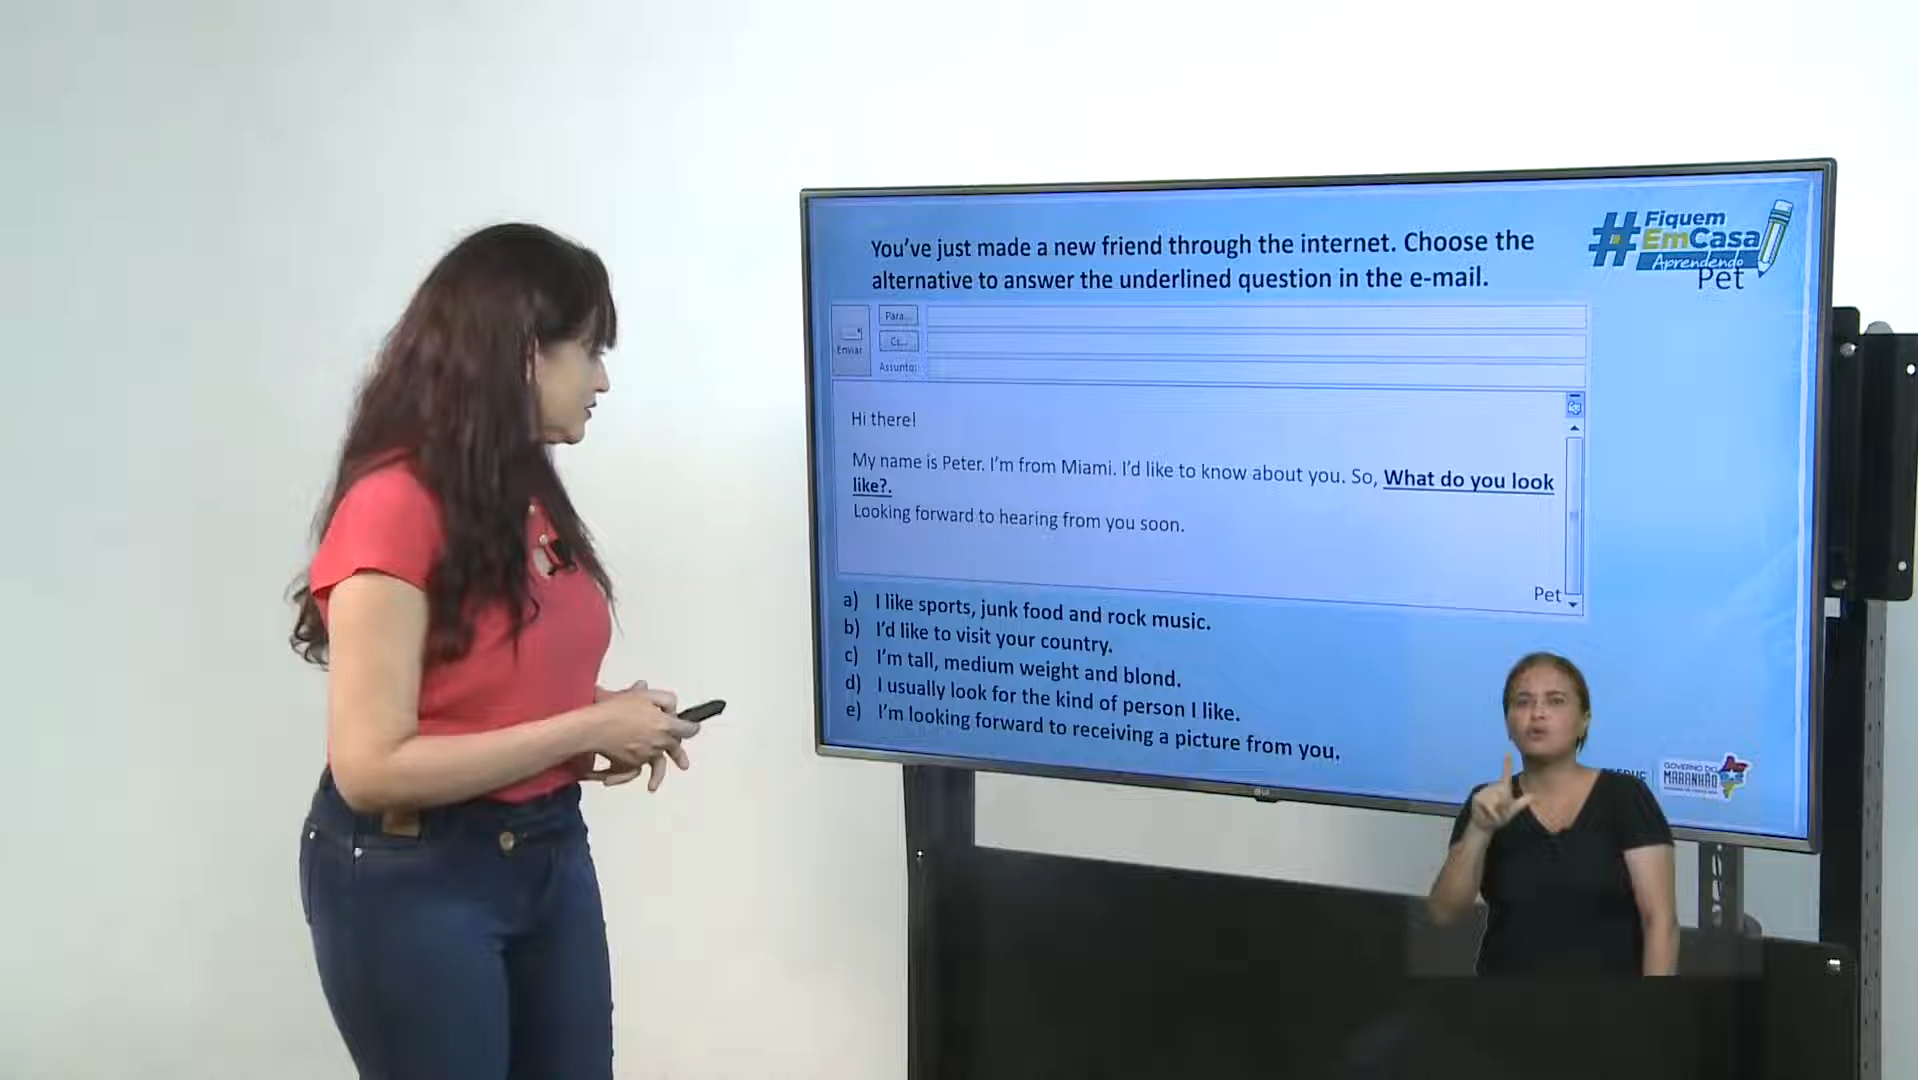 You've just made a new friend through the internet. Choose the
alternative to answer the underlined question in the e-mail.
#Fiquem
EmCasa
Aprendendo
Pet
Enviar
Para...
Cc...
Assunto:
Hi there!
My name is Peter. I'm from Miami. I'd like to know about you. So, What do you look
like?.
Looking forward to hearing from you soon.
Pet
a) I like sports, junk food and rock music.
b) I'd like to visit your country.
c) I'm tall, medium weight and blond.
d) I usually look for the kind of person I like.
e) I'm looking forward to receiving a picture from you.
GOVERNO DO
MARANHÃO
LG